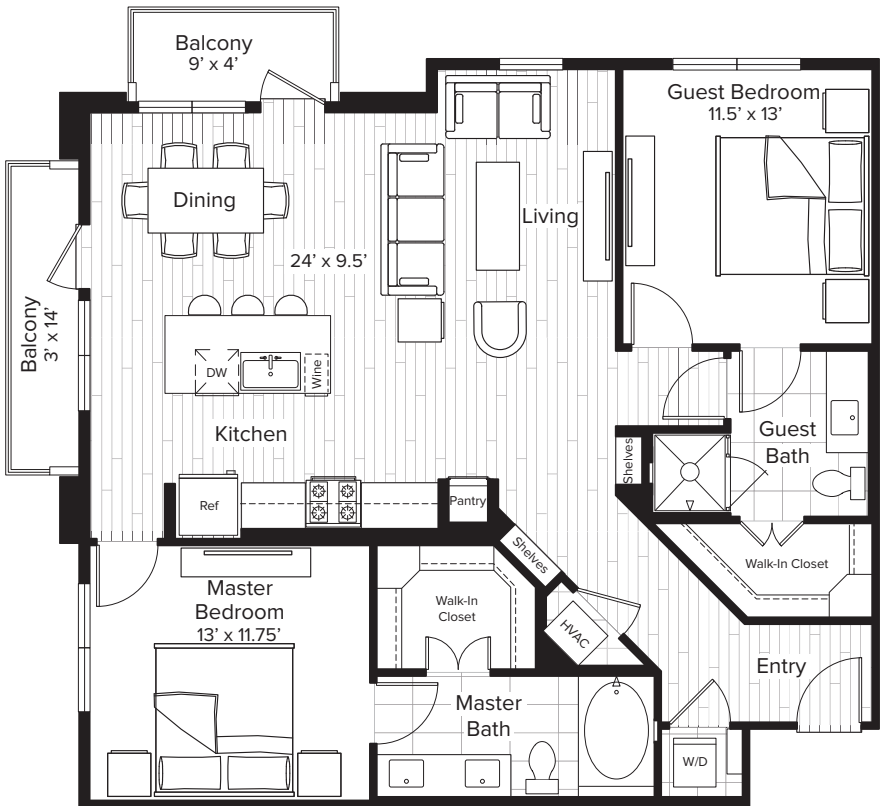 Balcony
9’ x 4’
Guest Bedroom
11.5’ x 13’
Dining
Living
24’ x 9.5’
Balcony
3’ x 14’
DW
Wine
Kitchen
Guest
Bath
Shelves
Ref
Pantry
Shelves
Walk-In Closet
Master
Bedroom
13’ x 11.75’
Walk-In
Closet
HVAC
Entry
Master
Bath
W/D